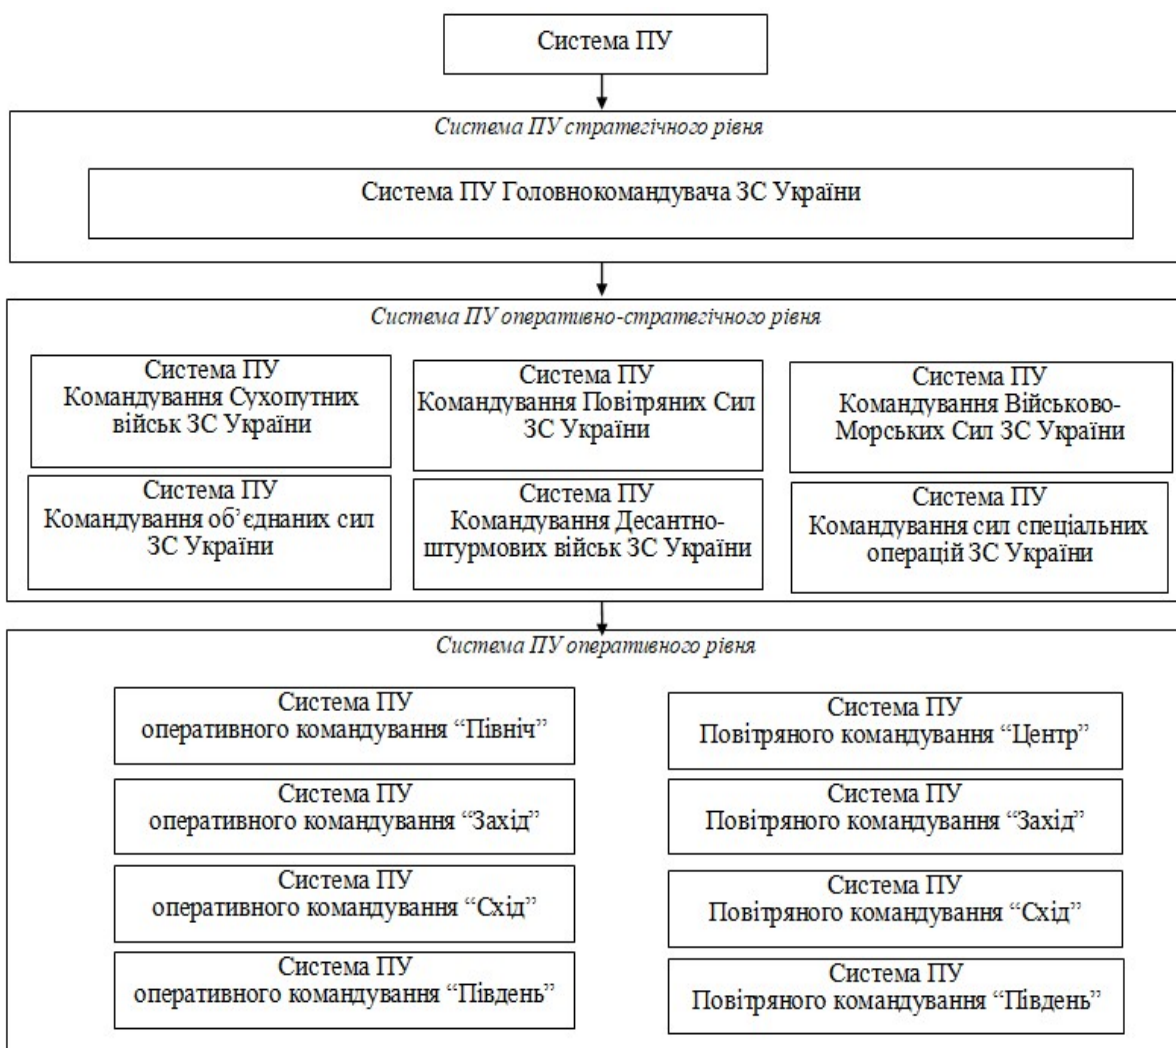 Система ПУ
Система ПУ стратегічного рівня
Система ПУ Головнокомандувача ЗС України
Система ПУ оперативно-стратегічного рівня
Система ПУ
Командування Сухопутних
військ ЗС України
Система ПУ
Командування Повітряних Сил
ЗС України
Система ПУ
Командування Військово-
Морських Сил ЗС України
Система ПУ
Командування об’єднаних сил
ЗС України
Система ПУ
Командування Десантно-
штурмових військ ЗС України
Система ПУ
Командування сил спеціальних
операцій ЗС України
Система ПУ оперативного рівня
Система ПУ
оперативного командування “Північ”
Система ПУ
Повітряного командування “Центр”
Система ПУ
оперативного командування “Захід”
Система ПУ
Повітряного командування “Захід”
Система ПУ
оперативного командування “Схід”
Система ПУ
Повітряного командування “Схід”
Система ПУ
оперативного командування “Південь”
Система ПУ
Повітряного командування “Південь”